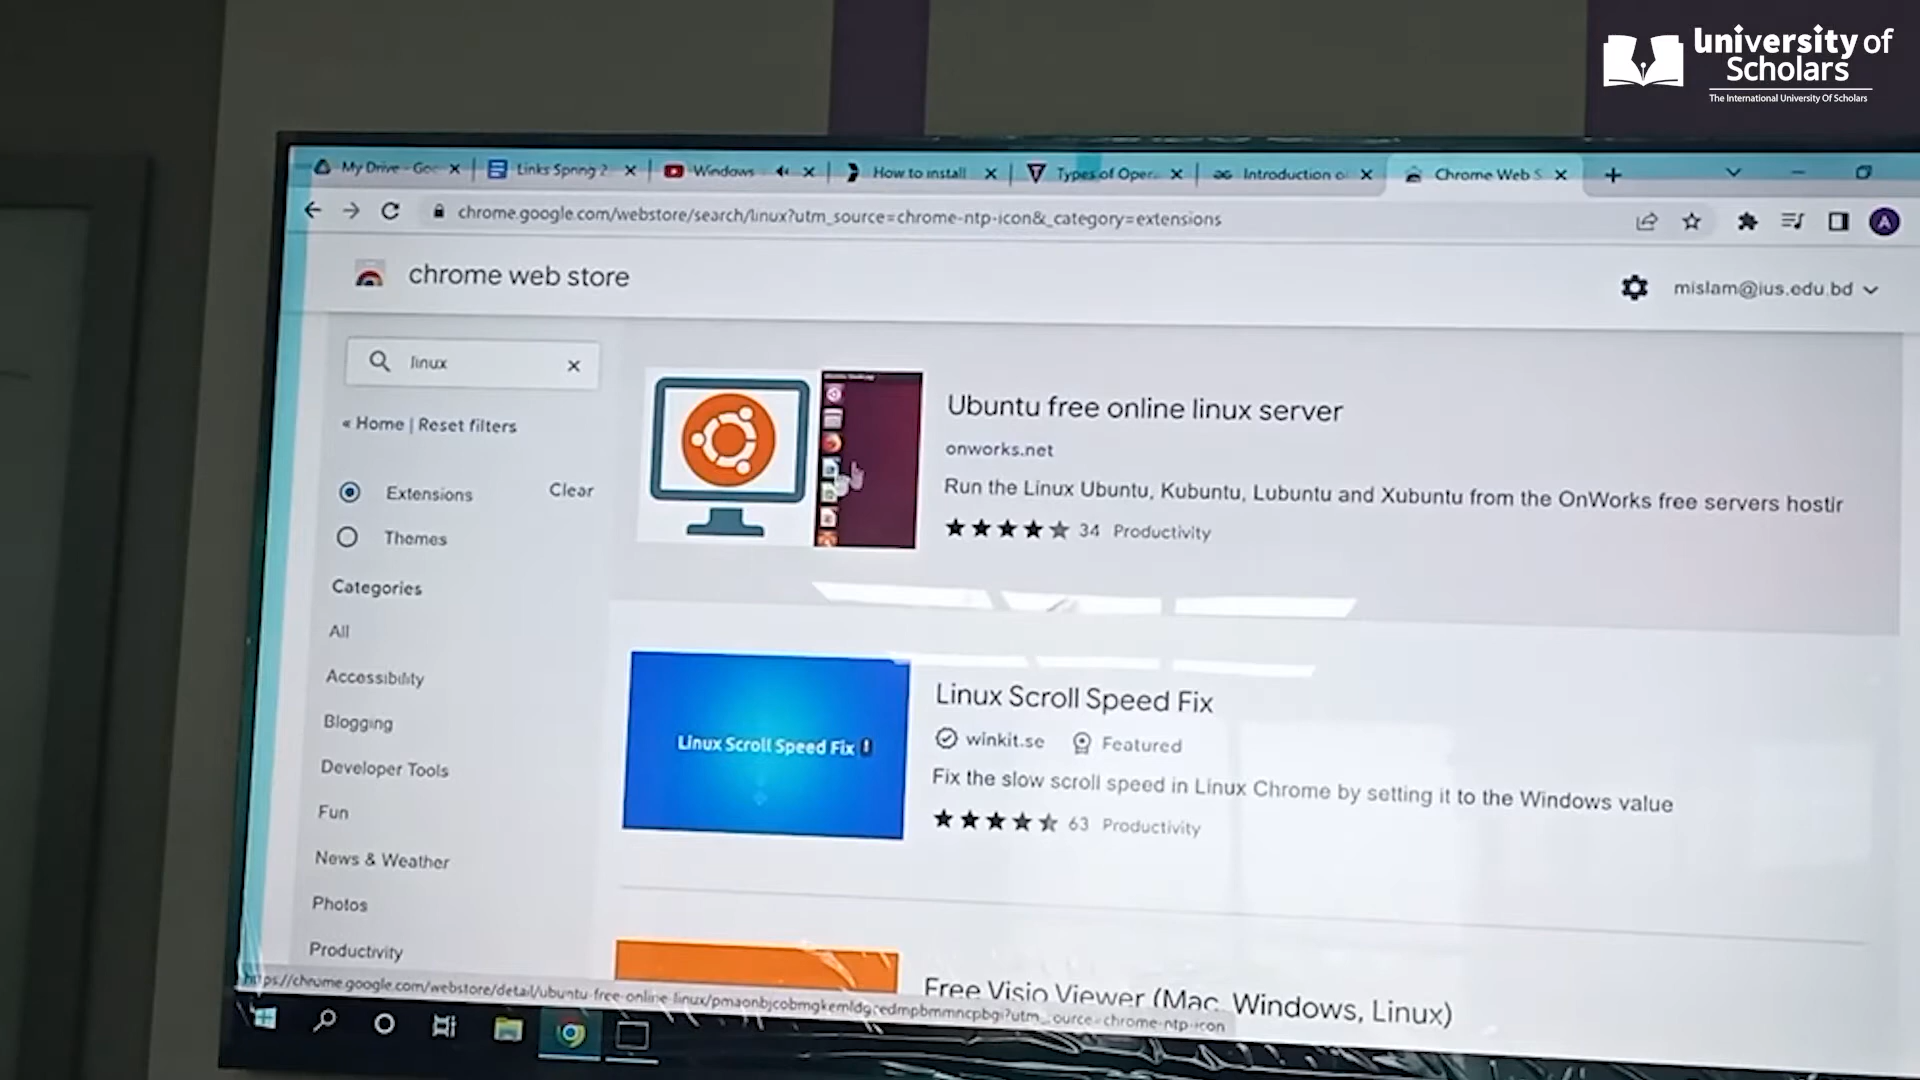 University of
Scholars
The International University Of Scholars
My Drive - Goo
Links Spring 2
Windows
How to install
Types of Oper
Introduction o
Chrome Web S
chrome.google.com/webstore/search/linux?utm_source=chrome-ntp-icon&_category=extensions
A
chrome web store
mislam@ius.edu.bd
linux
« Home | Reset filters
Extensions
Clear
Themes
Categories
All
Accessibility
Blogging
Developer Tools
Fun
News & Weather
Photos
Productivity
Ubuntu free online linux server
onworks.net
Run the Linux Ubuntu, Kubuntu, Lubuntu and Xubuntu from the OnWorks free servers hostir
34 Productivity
Linux Scroll Speed Fix !
Linux Scroll Speed Fix
winkit.se Featured
Fix the slow scroll speed in Linux Chrome by setting it to the Windows value
63 Productivity
Free Visio Viewer (Mac, Windows, Linux)